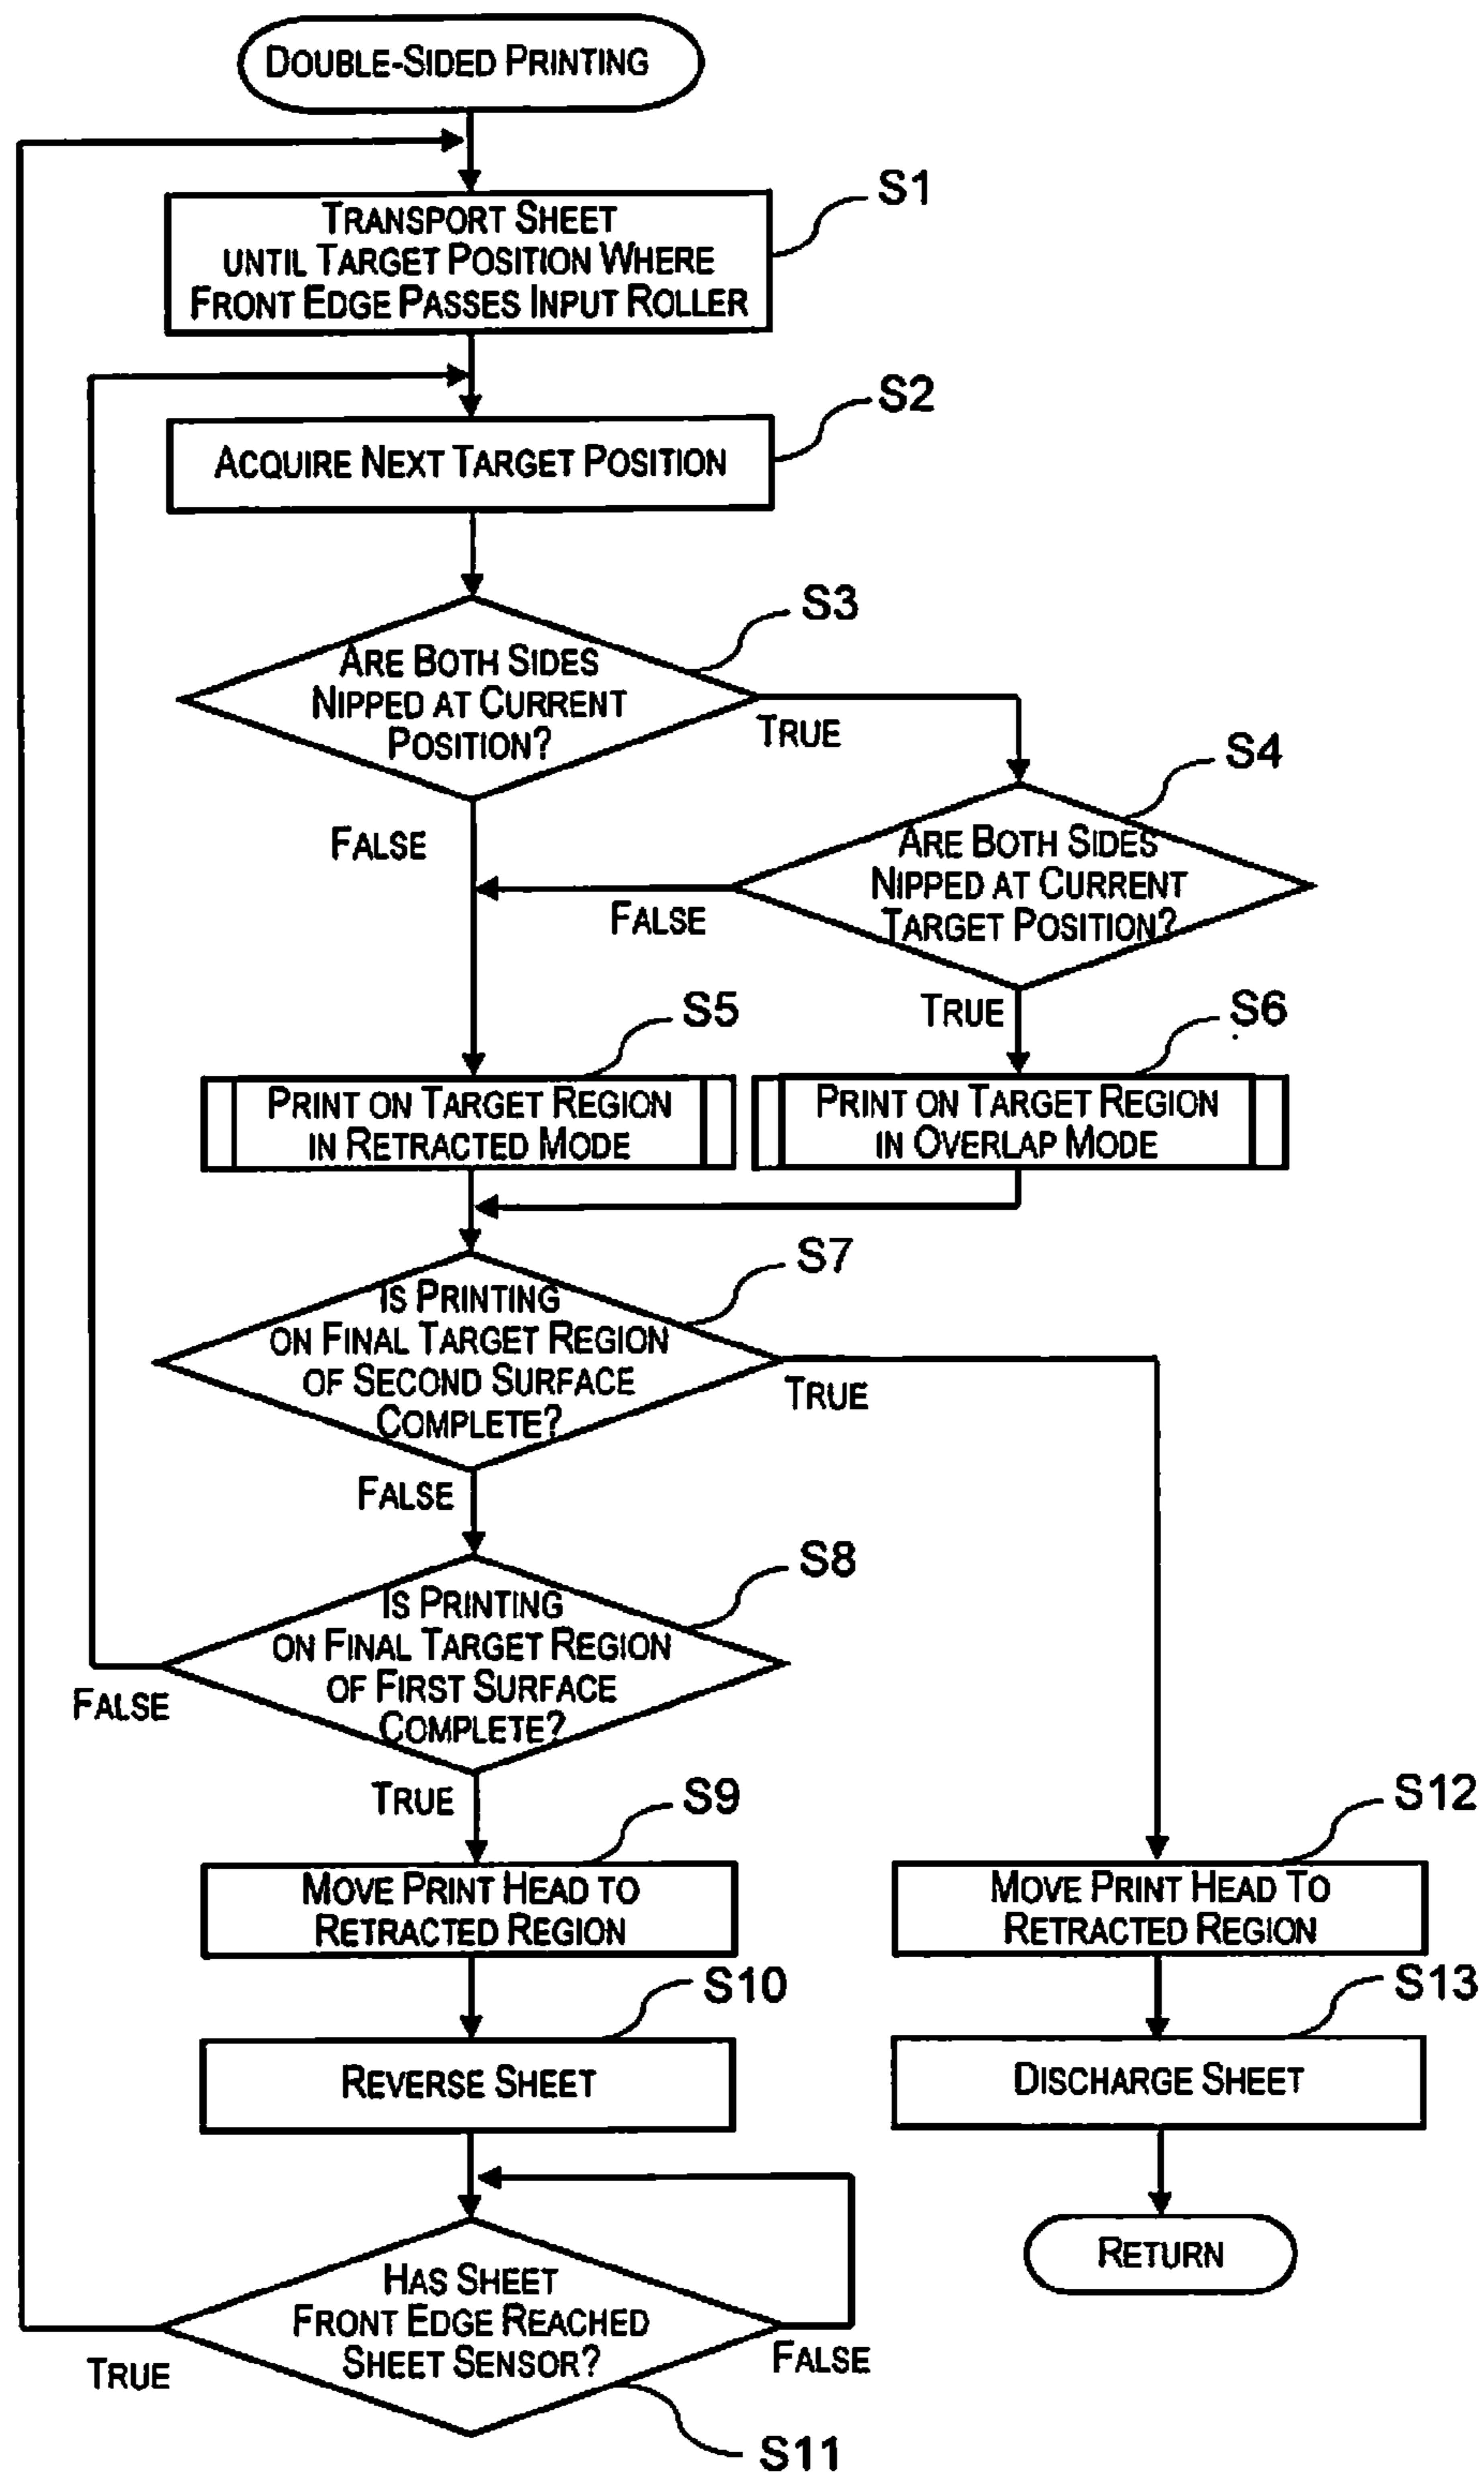 DOUBLE-SIDED PRINTING
S1
TRANSPORT SHEET
UNTIL TARGET POSITION WHERE
FRONT EDGE PASSES INPUT ROLLER
S2
ACQUIRE NEXT TARGET POSITION
S3
ARE BOTH SIDES
NIPPED AT CURRENT
POSITION?
TRUE
FALSE
S4
ARE BOTH SIDES
NIPPED AT CURRENT
TARGET POSITION?
FALSE
TRUE
S5
PRINT ON TARGET REGION
IN RETRACTED MODE
S6
PRINT ON TARGET REGION
IN OVERLAP MODE
S7
IS PRINTING
ON FINAL TARGET REGION
OF SECOND SURFACE
COMPLETE?
TRUE
FALSE
S8
IS PRINTING
ON FINAL TARGET REGION
OF FIRST SURFACE
COMPLETE?
FALSE
TRUE
S9
MOVE PRINT HEAD TO
RETRACTED REGION
S12
MOVE PRINT HEAD TO
RETRACTED REGION
S10
REVERSE SHEET
S13
DISCHARGE SHEET
RETURN
HAS SHEET
FRONT EDGE REACHED
SHEET SENSOR?
TRUE
FALSE
S11